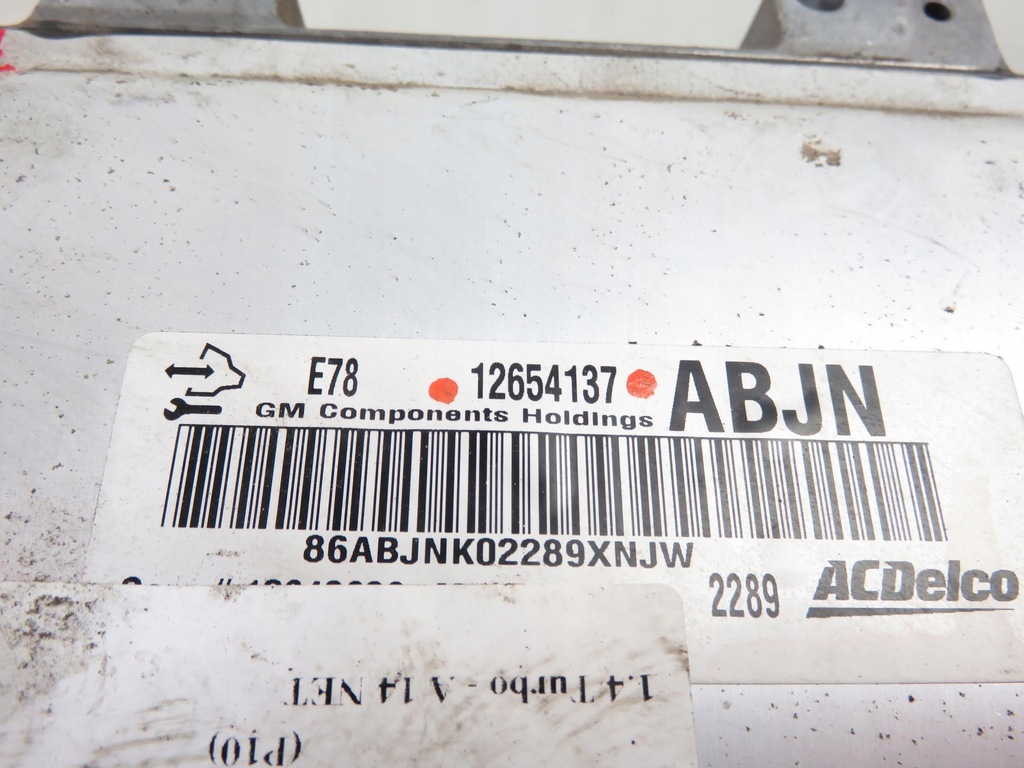 E78 12654137 ABJN
GM Components Holdings
86ABJNK02289XNJW
2289 ACDelco
1.4 Turbo - A 14 NET
(P10)